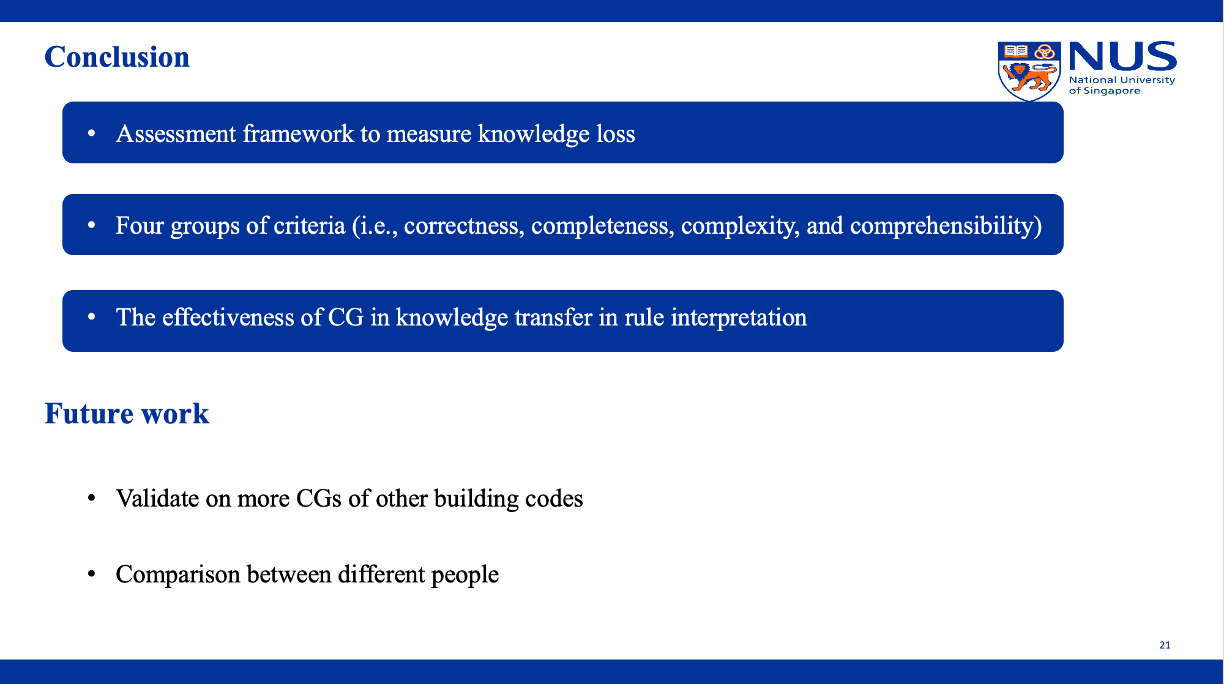 Conclusion
NUS
National University
of Singapore
• Assessment framework to measure knowledge loss
• Four groups of criteria (i.e., correctness, completeness, complexity, and comprehensibility)
• The effectiveness of CG in knowledge transfer in rule interpretation
Future work
• Validate on more CGs of other building codes
• Comparison between different people
21